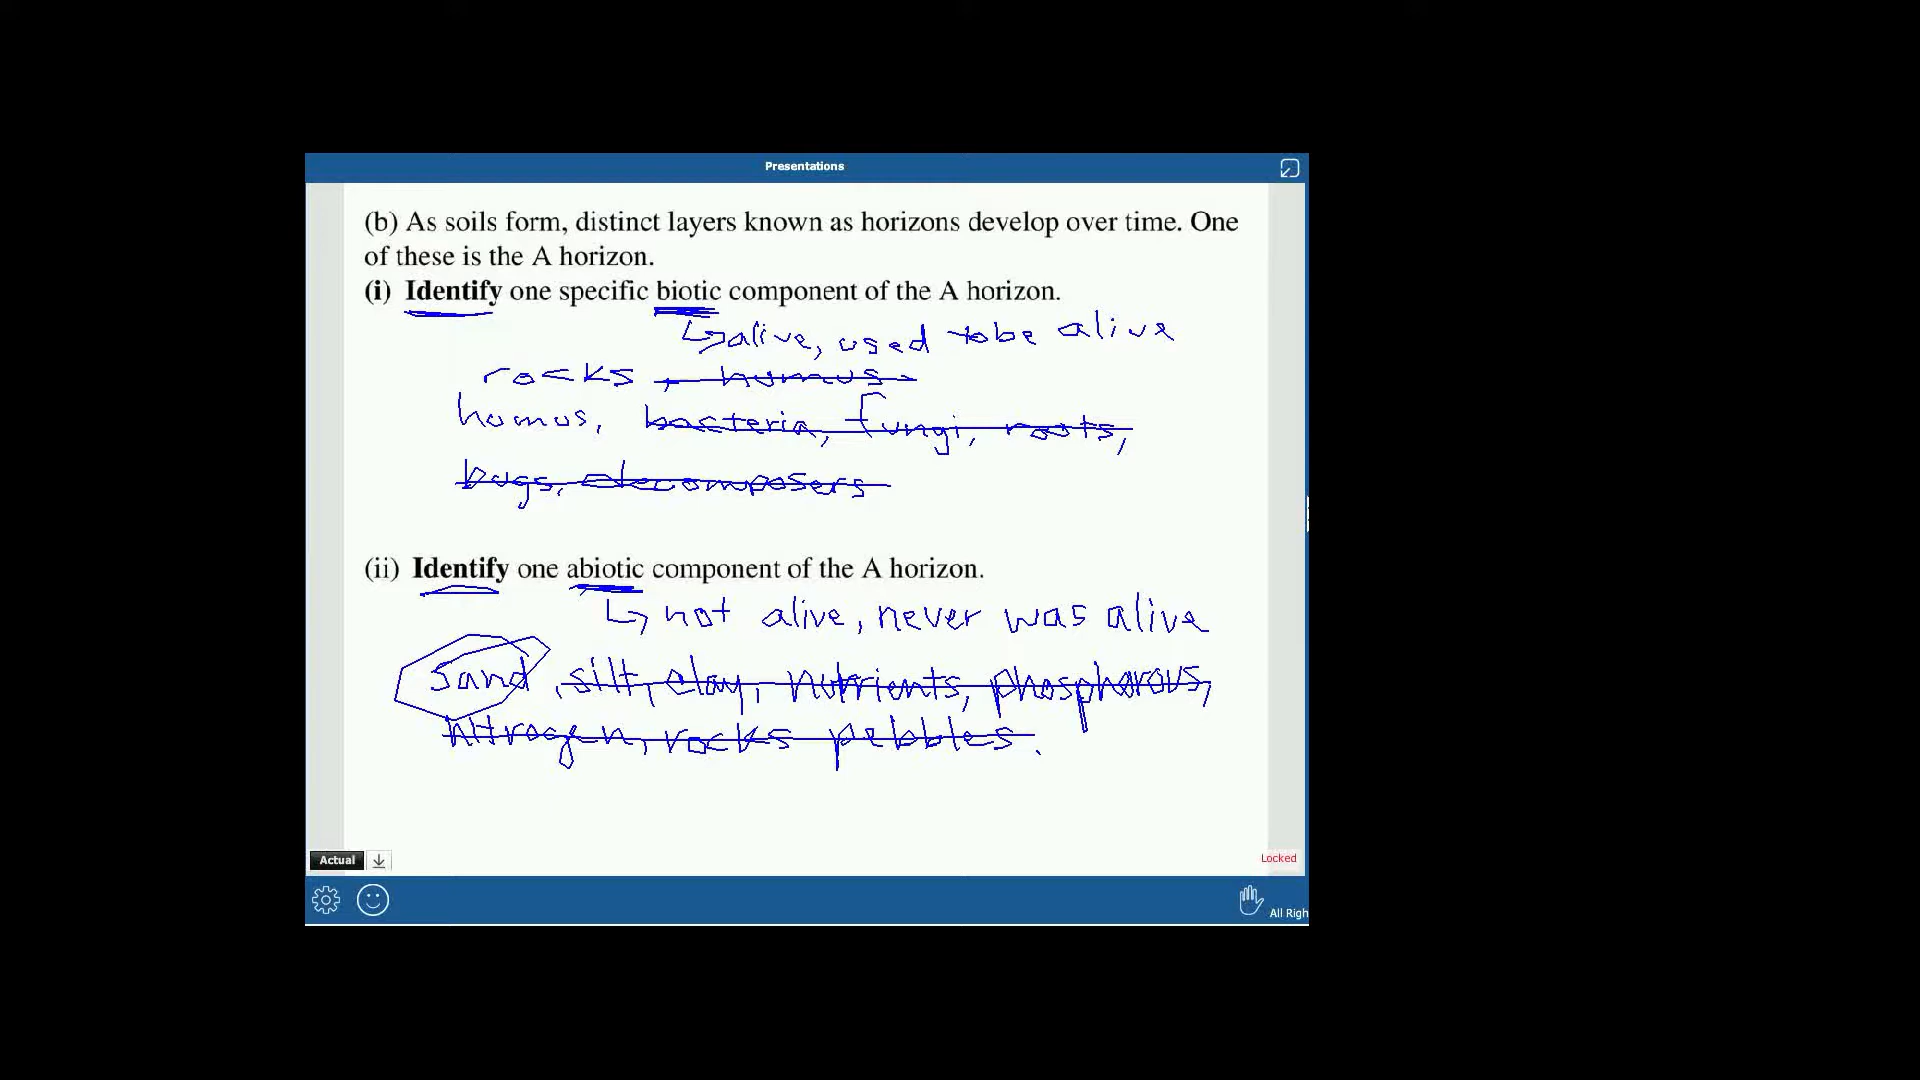 Presentations
(b) As soils form, distinct layers known as horizons develop over time. One
of these is the A horizon.
(i) Identify one specific biotic component of the A horizon.
↳alive, used to be alive
rocks, humus
humus, bacteria, fungi, roots,
bugs, decomposers
(ii) Identify one abiotic component of the A horizon.
↳ not alive, never was alive
sand, silt, clay, nutrients, phosphorous,
nitrogen, rocks pebbles.
Actual
Locked
All Righ